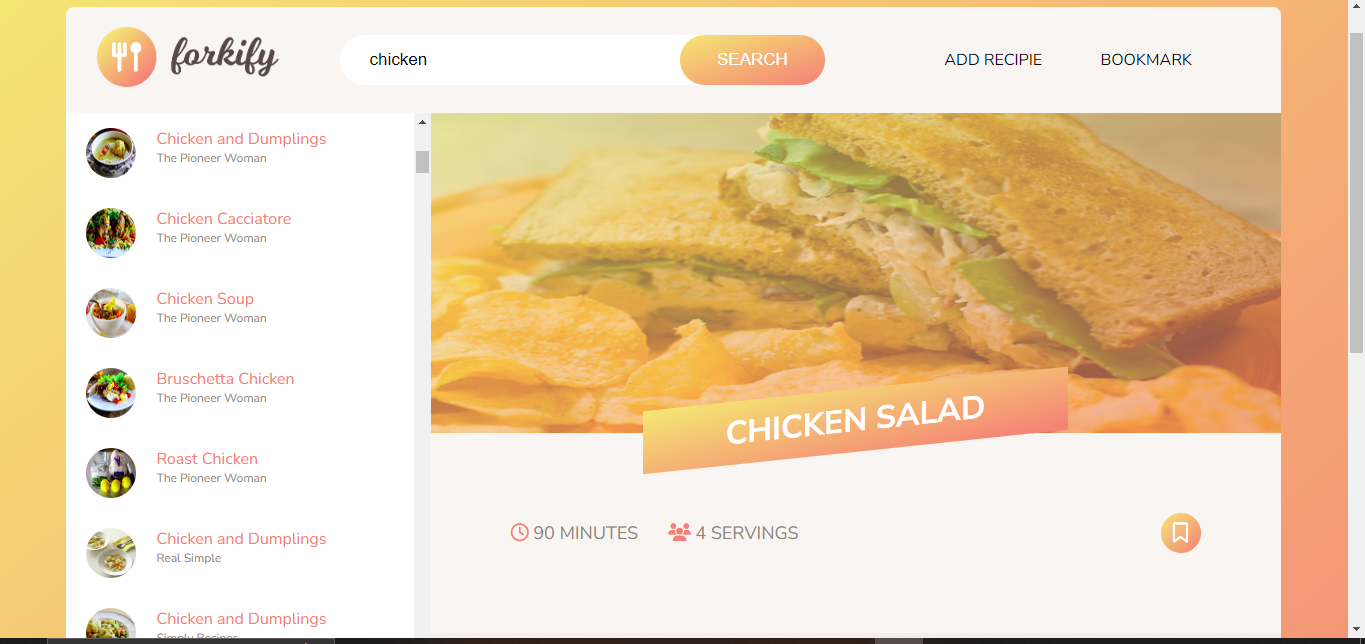 forkify
chicken
SEARCH
ADD RECIPIE
BOOKMARK
Chicken and Dumplings
The Pioneer Woman
Chicken Cacciatore
The Pioneer Woman
Chicken Soup
The Pioneer Woman
Bruschetta Chicken
The Pioneer Woman
Roast Chicken
The Pioneer Woman
Chicken and Dumplings
Real Simple
Chicken and Dumplings
Simply Recipes
CHICKEN SALAD
90 MINUTES
4 SERVINGS